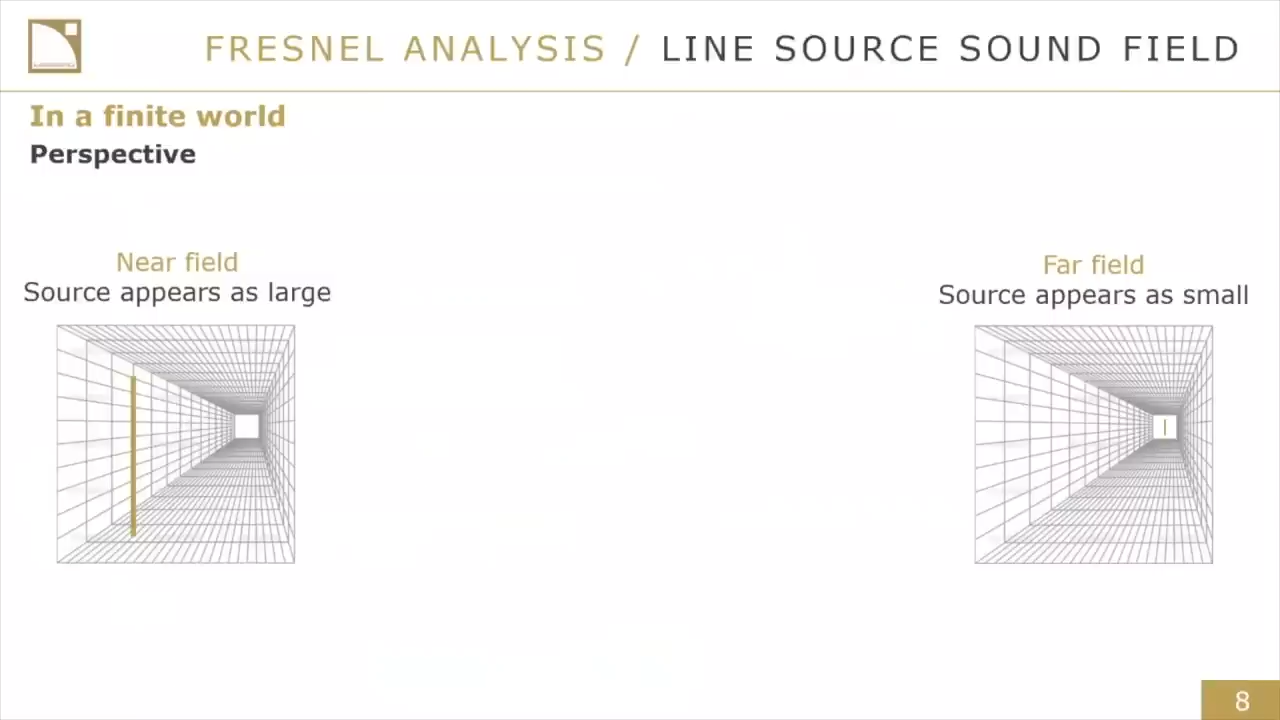 FRESNEL ANALYSIS / LINE SOURCE SOUND FIELD
In a finite world
Perspective
Near field
Source appears as large
Far field
Source appears as small
8